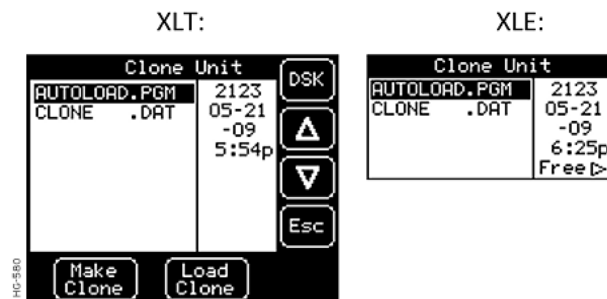 XLT:
Clone Unit
AUTOLOAD.PGM
CLONE .DAT
2123
05-21
-09
5:54p
DSK
Esc
Make
Clone
Load
Clone
HG-580
XLE:
Clone Unit
AUTOLOAD.PGM
CLONE .DAT
2123
05-21
-09
6:25p
Free